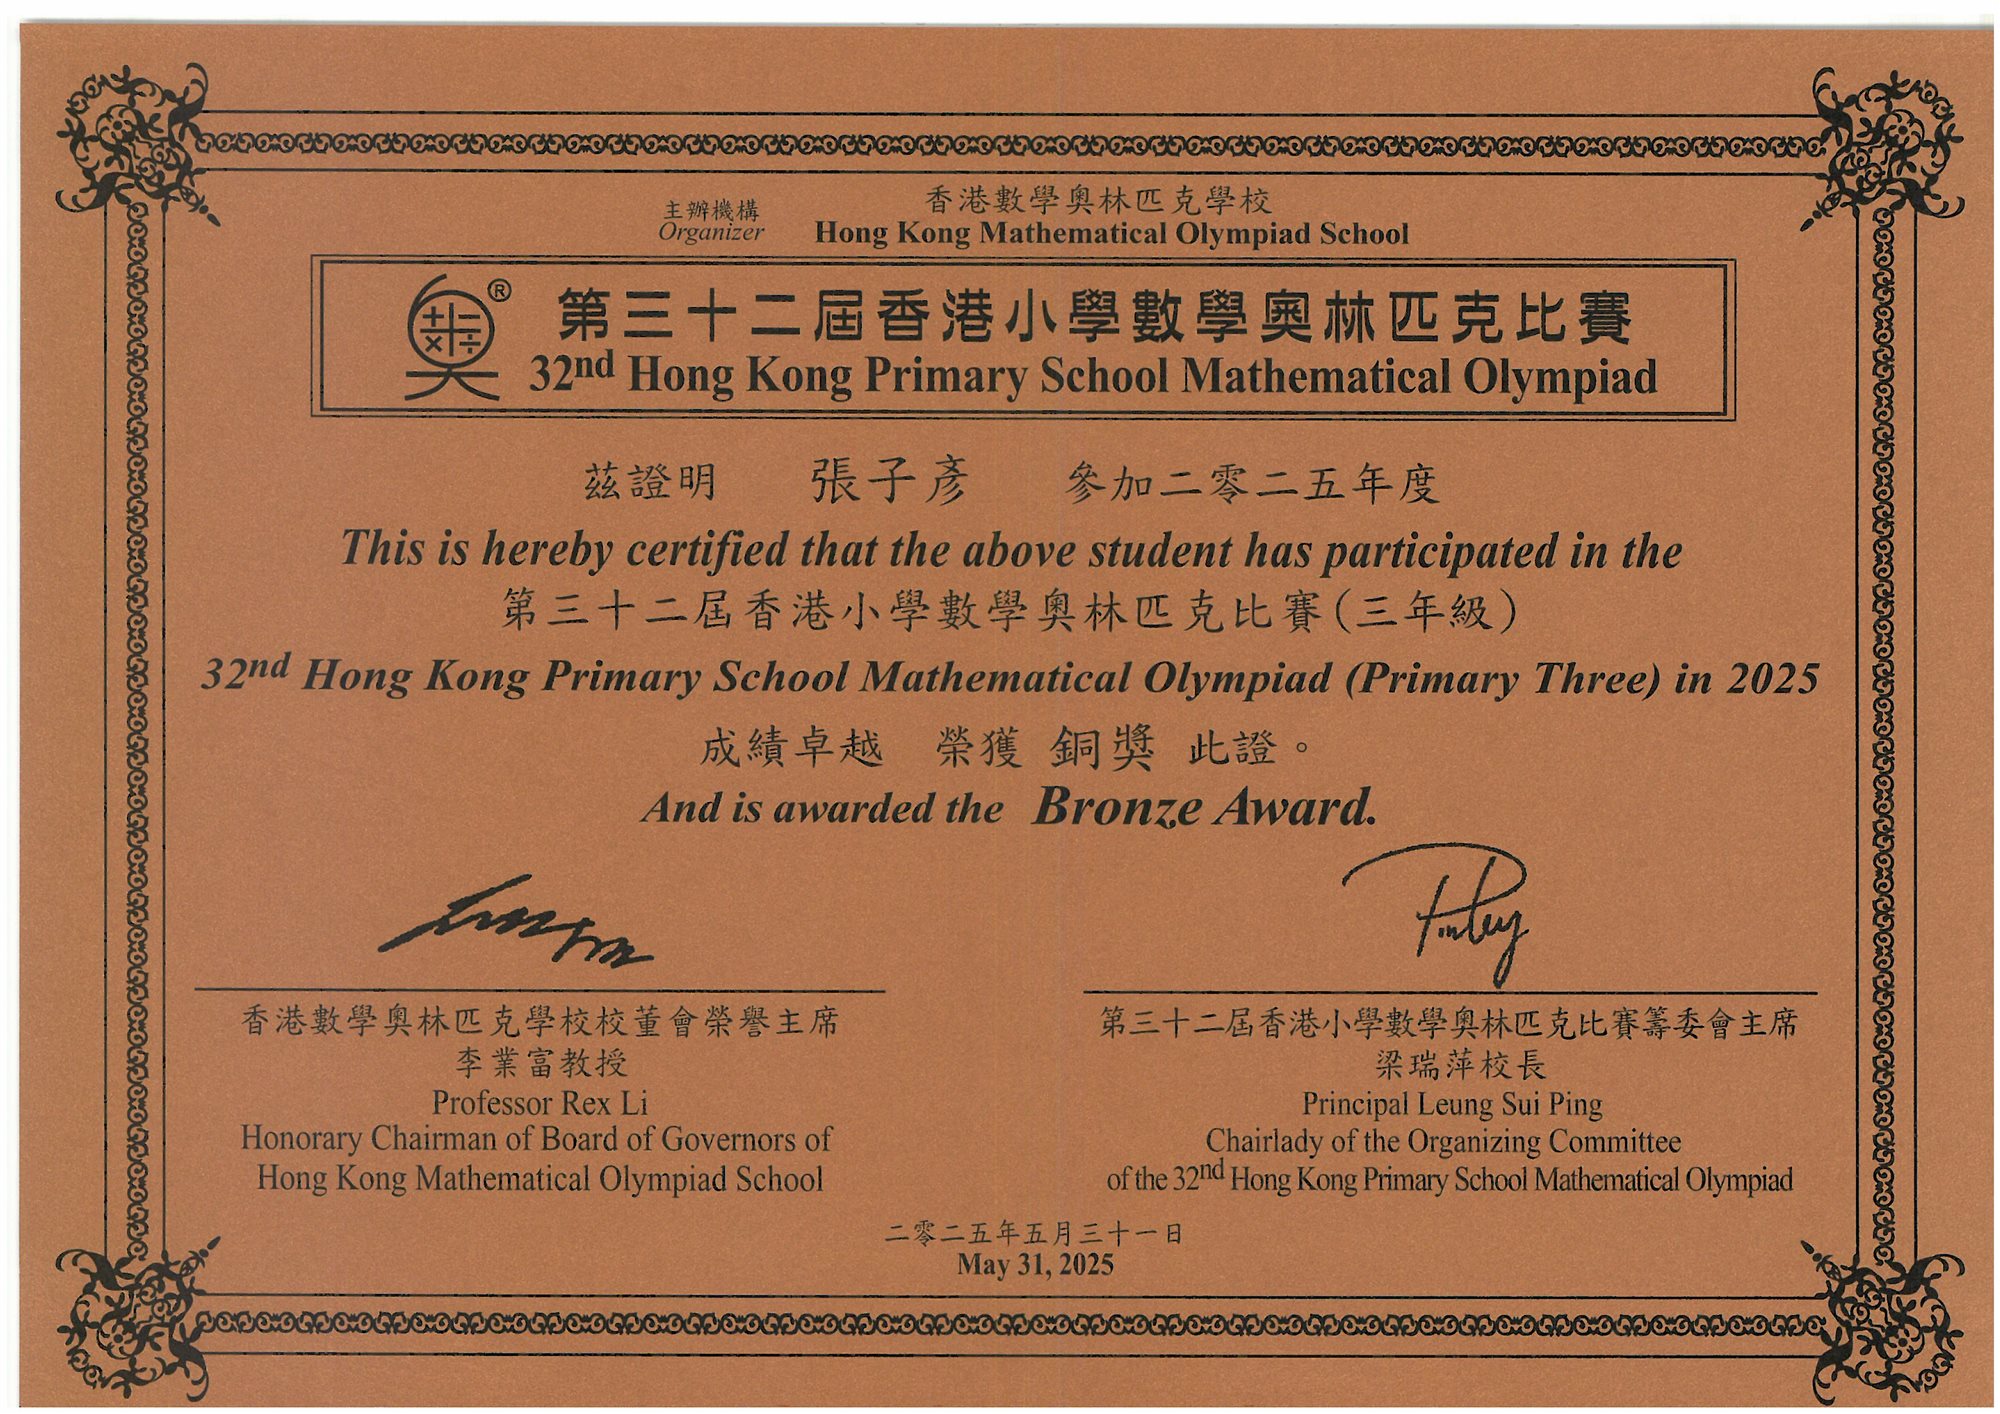 主辦機構
Organizer
香港數學奧林匹克學校
Hong Kong Mathematical Olympiad School
®
第三十二屆香港小學數學奧林匹克比賽
32nd Hong Kong Primary School Mathematical Olympiad
茲證明 張子彥 參加二零二五年度
This is hereby certified that the above student has participated in the
第三十二屆香港小學數學奧林匹克比賽(三年級)
32nd Hong Kong Primary School Mathematical Olympiad (Primary Three) in 2025
成績卓越 榮獲 銅獎 此證。
And is awarded the Bronze Award.
香港數學奧林匹克學校校董會榮譽主席
李業富教授
Professor Rex Li
Honorary Chairman of Board of Governors of
Hong Kong Mathematical Olympiad School
第三十二屆香港小學數學奧林匹克比賽籌委會主席
梁瑞萍校長
Principal Leung Sui Ping
Chairlady of the Organizing Committee
of the 32nd Hong Kong Primary School Mathematical Olympiad
二零二五年五月三十一日
May 31, 2025